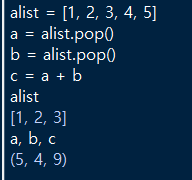 alist = [1, 2, 3, 4, 5]
a = alist.pop()
b = alist.pop()
c = a + b
alist
[1, 2, 3]
a, b, c
(5, 4, 9)